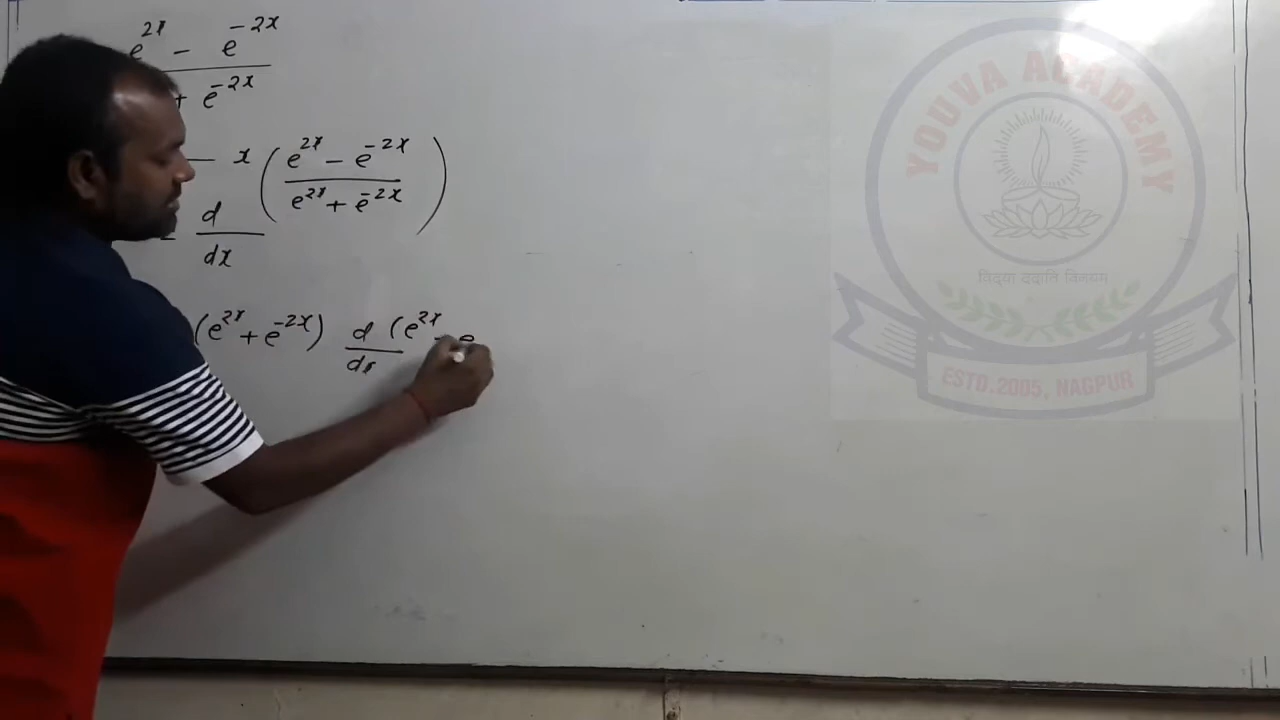 e^{2x} - e^{-2x}
+ e^{-2x}
x ( e^{2x} - e^{-2x} )
e^{2x} + e^{-2x}
d
dx
(e^{2x} + e^{-2x}) d (e^{2x} - e
dx
YOUVA ACADEMY
विद्या ददाति विनयम
ESTD.2005, NAGPUR